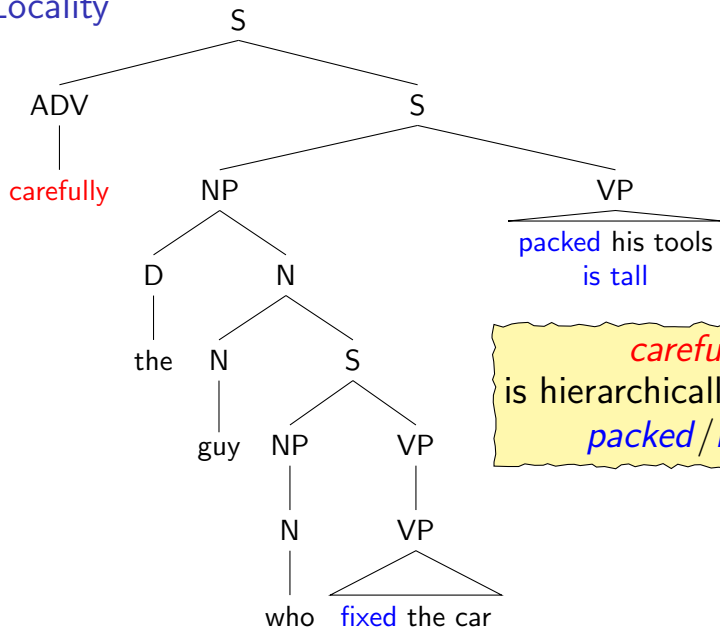 Locality
S
ADV S
carefully NP VP
packed his tools
is tall
D N
the N S
guy NP VP
N VP
who fixed the car
is hierarchicall
packed/